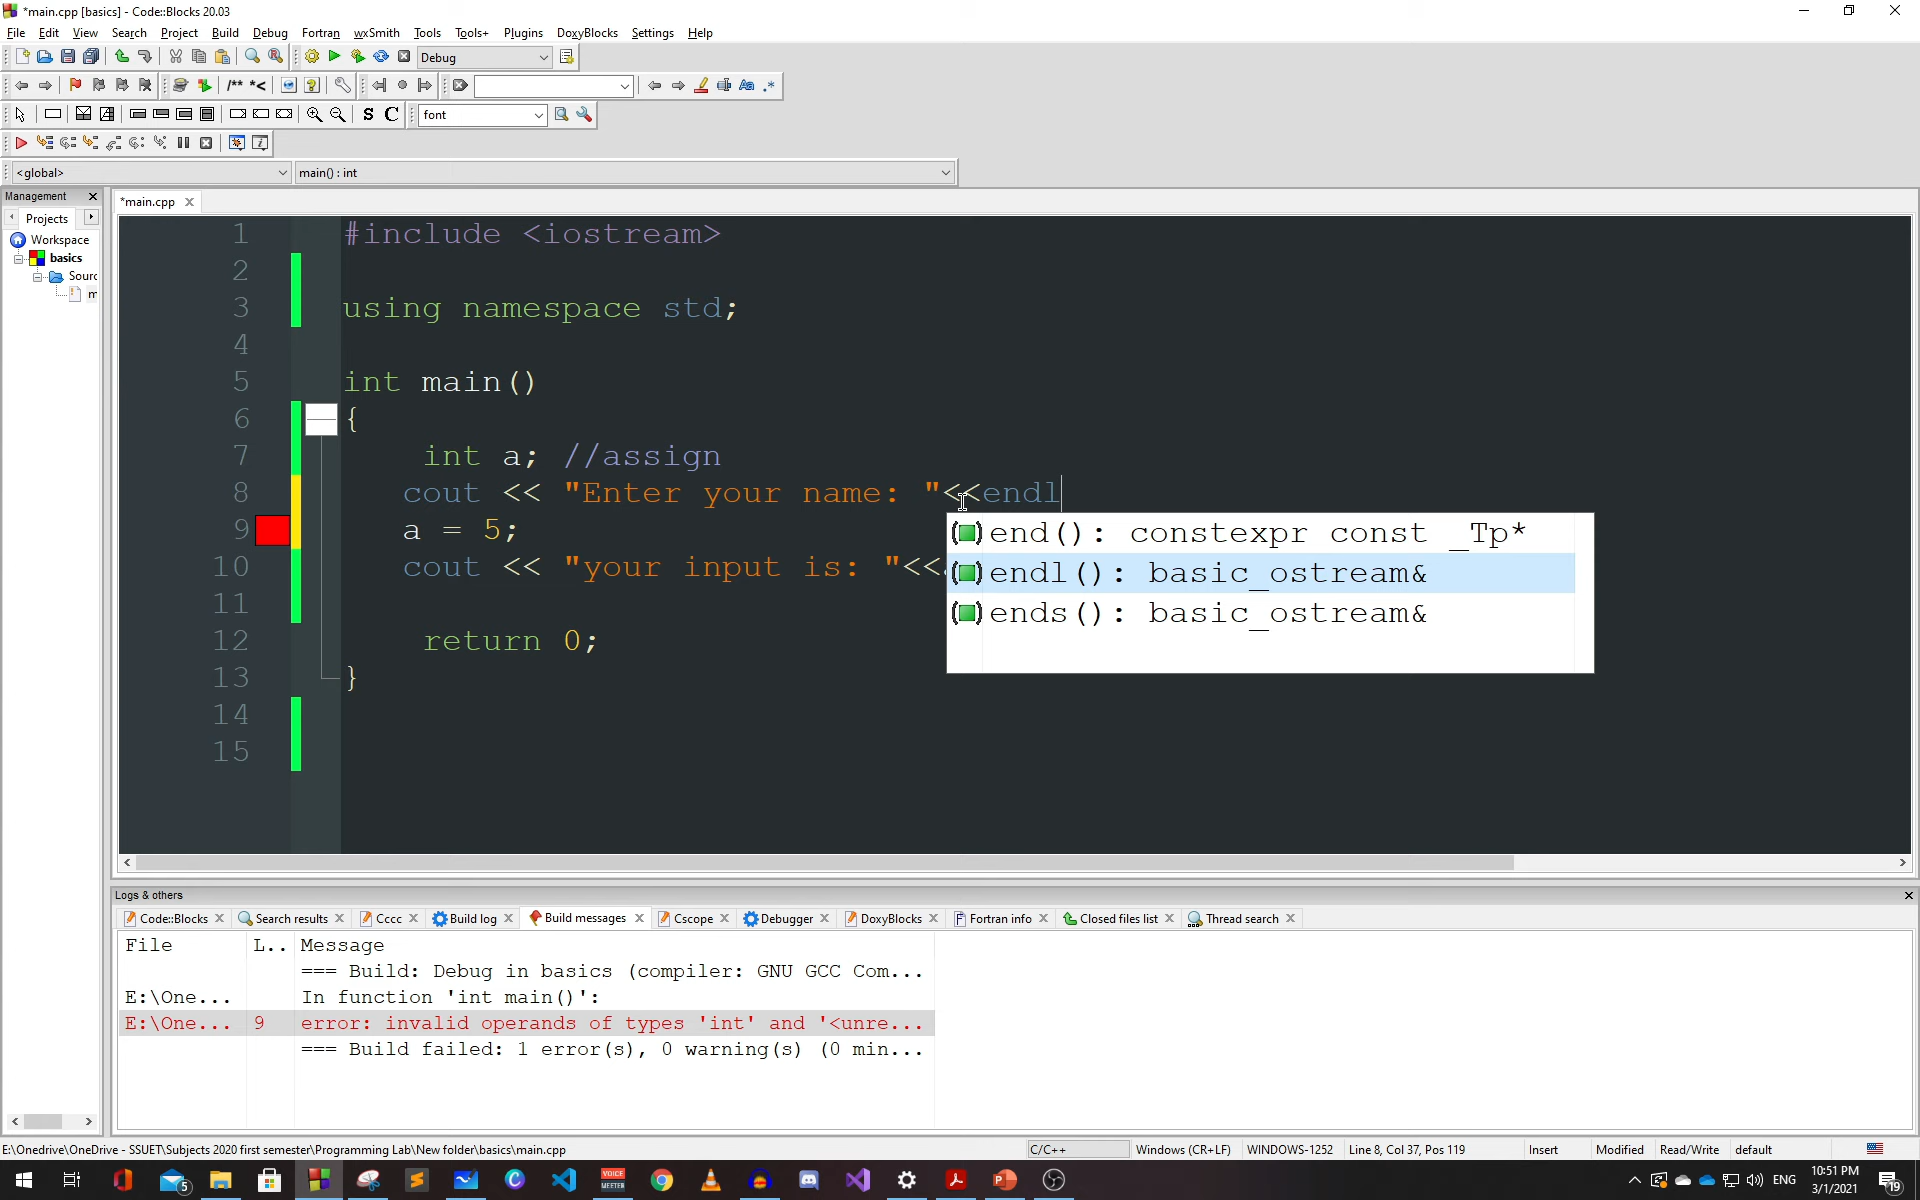 *main.cpp [basics] - Code::Blocks 20.03
File Edit View Search Project Build Debug Fortran wxSmith Tools Tools+ Plugins DoxyBlocks Settings Help
Debug
/** *<
Aa .*
S C font
<global> main() : int
Management
*main.cpp
Projects
Workspace
basics
Sourc
m
1 #include <iostream>
2
3 using namespace std;
4
5 int main()
6 {
7 int a; //assign
8 cout << "Enter your name: "<<endl
9 a = 5;
10 cout << "your input is: "<<
11
12 return 0;
13 }
14
15
end(): constexpr const _Tp*
endl(): basic_ostream&
ends(): basic_ostream&
Logs & others
Code::Blocks Search results Cccc Build log Build messages Cscope Debugger DoxyBlocks Fortran info Closed files list Thread search
File L.. Message
=== Build: Debug in basics (compiler: GNU GCC Com...
E:\One... In function 'int main()':
E:\One... 9 error: invalid operands of types 'int' and '<unre...
=== Build failed: 1 error(s), 0 warning(s) (0 min...
E:\Onedrive\OneDrive - SSUET\Subjects 2020 first semester\Programming Lab\New folder\basics\main.cpp C/C++ Windows (CR+LF) WINDOWS-1252 Line 8, Col 37, Pos 119 Insert Modified Read/Write default
5 VOICE MEETER ENG 10:51 PM 19
3/1/2021